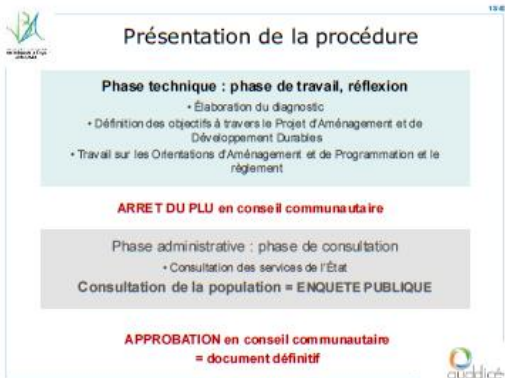 Présentation de la procédure
Phase technique : phase de travail, réflexion
• Élaboration du diagnostic
• Définition des objectifs à travers le Projet d'Aménagement et de
Développement Durables
• Travail sur les Orientations d'Aménagement et de Programmation et le
règlement
ARRET DU PLU en conseil communautaire
Phase administrative : phase de consultation
• Consultation des services de l'État
Consultation de la population = ENQUETE PUBLIQUE
APPROBATION en conseil communautaire
= document définitif
auddicé